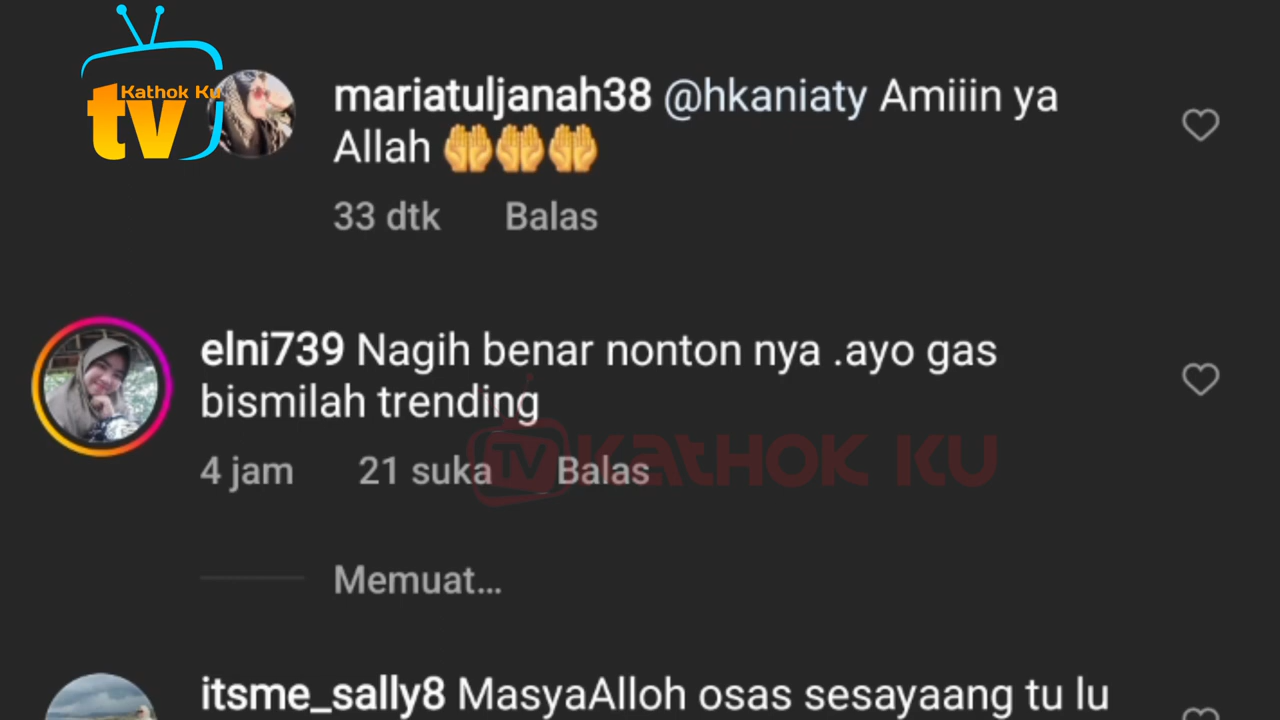 Kathok Ku
tv
mariatuljanah38 @hkaniaty Amiiin ya
Allah 🤲🤲🤲
33 dtk Balas
elni739 Nagih benar nonton nya .ayo gas
bismilah trending
4 jam 21 suka Balas
TV KATHOK KU
Memuat...
itsme_sally8 MasyaAlloh osas sesayaang tu lu